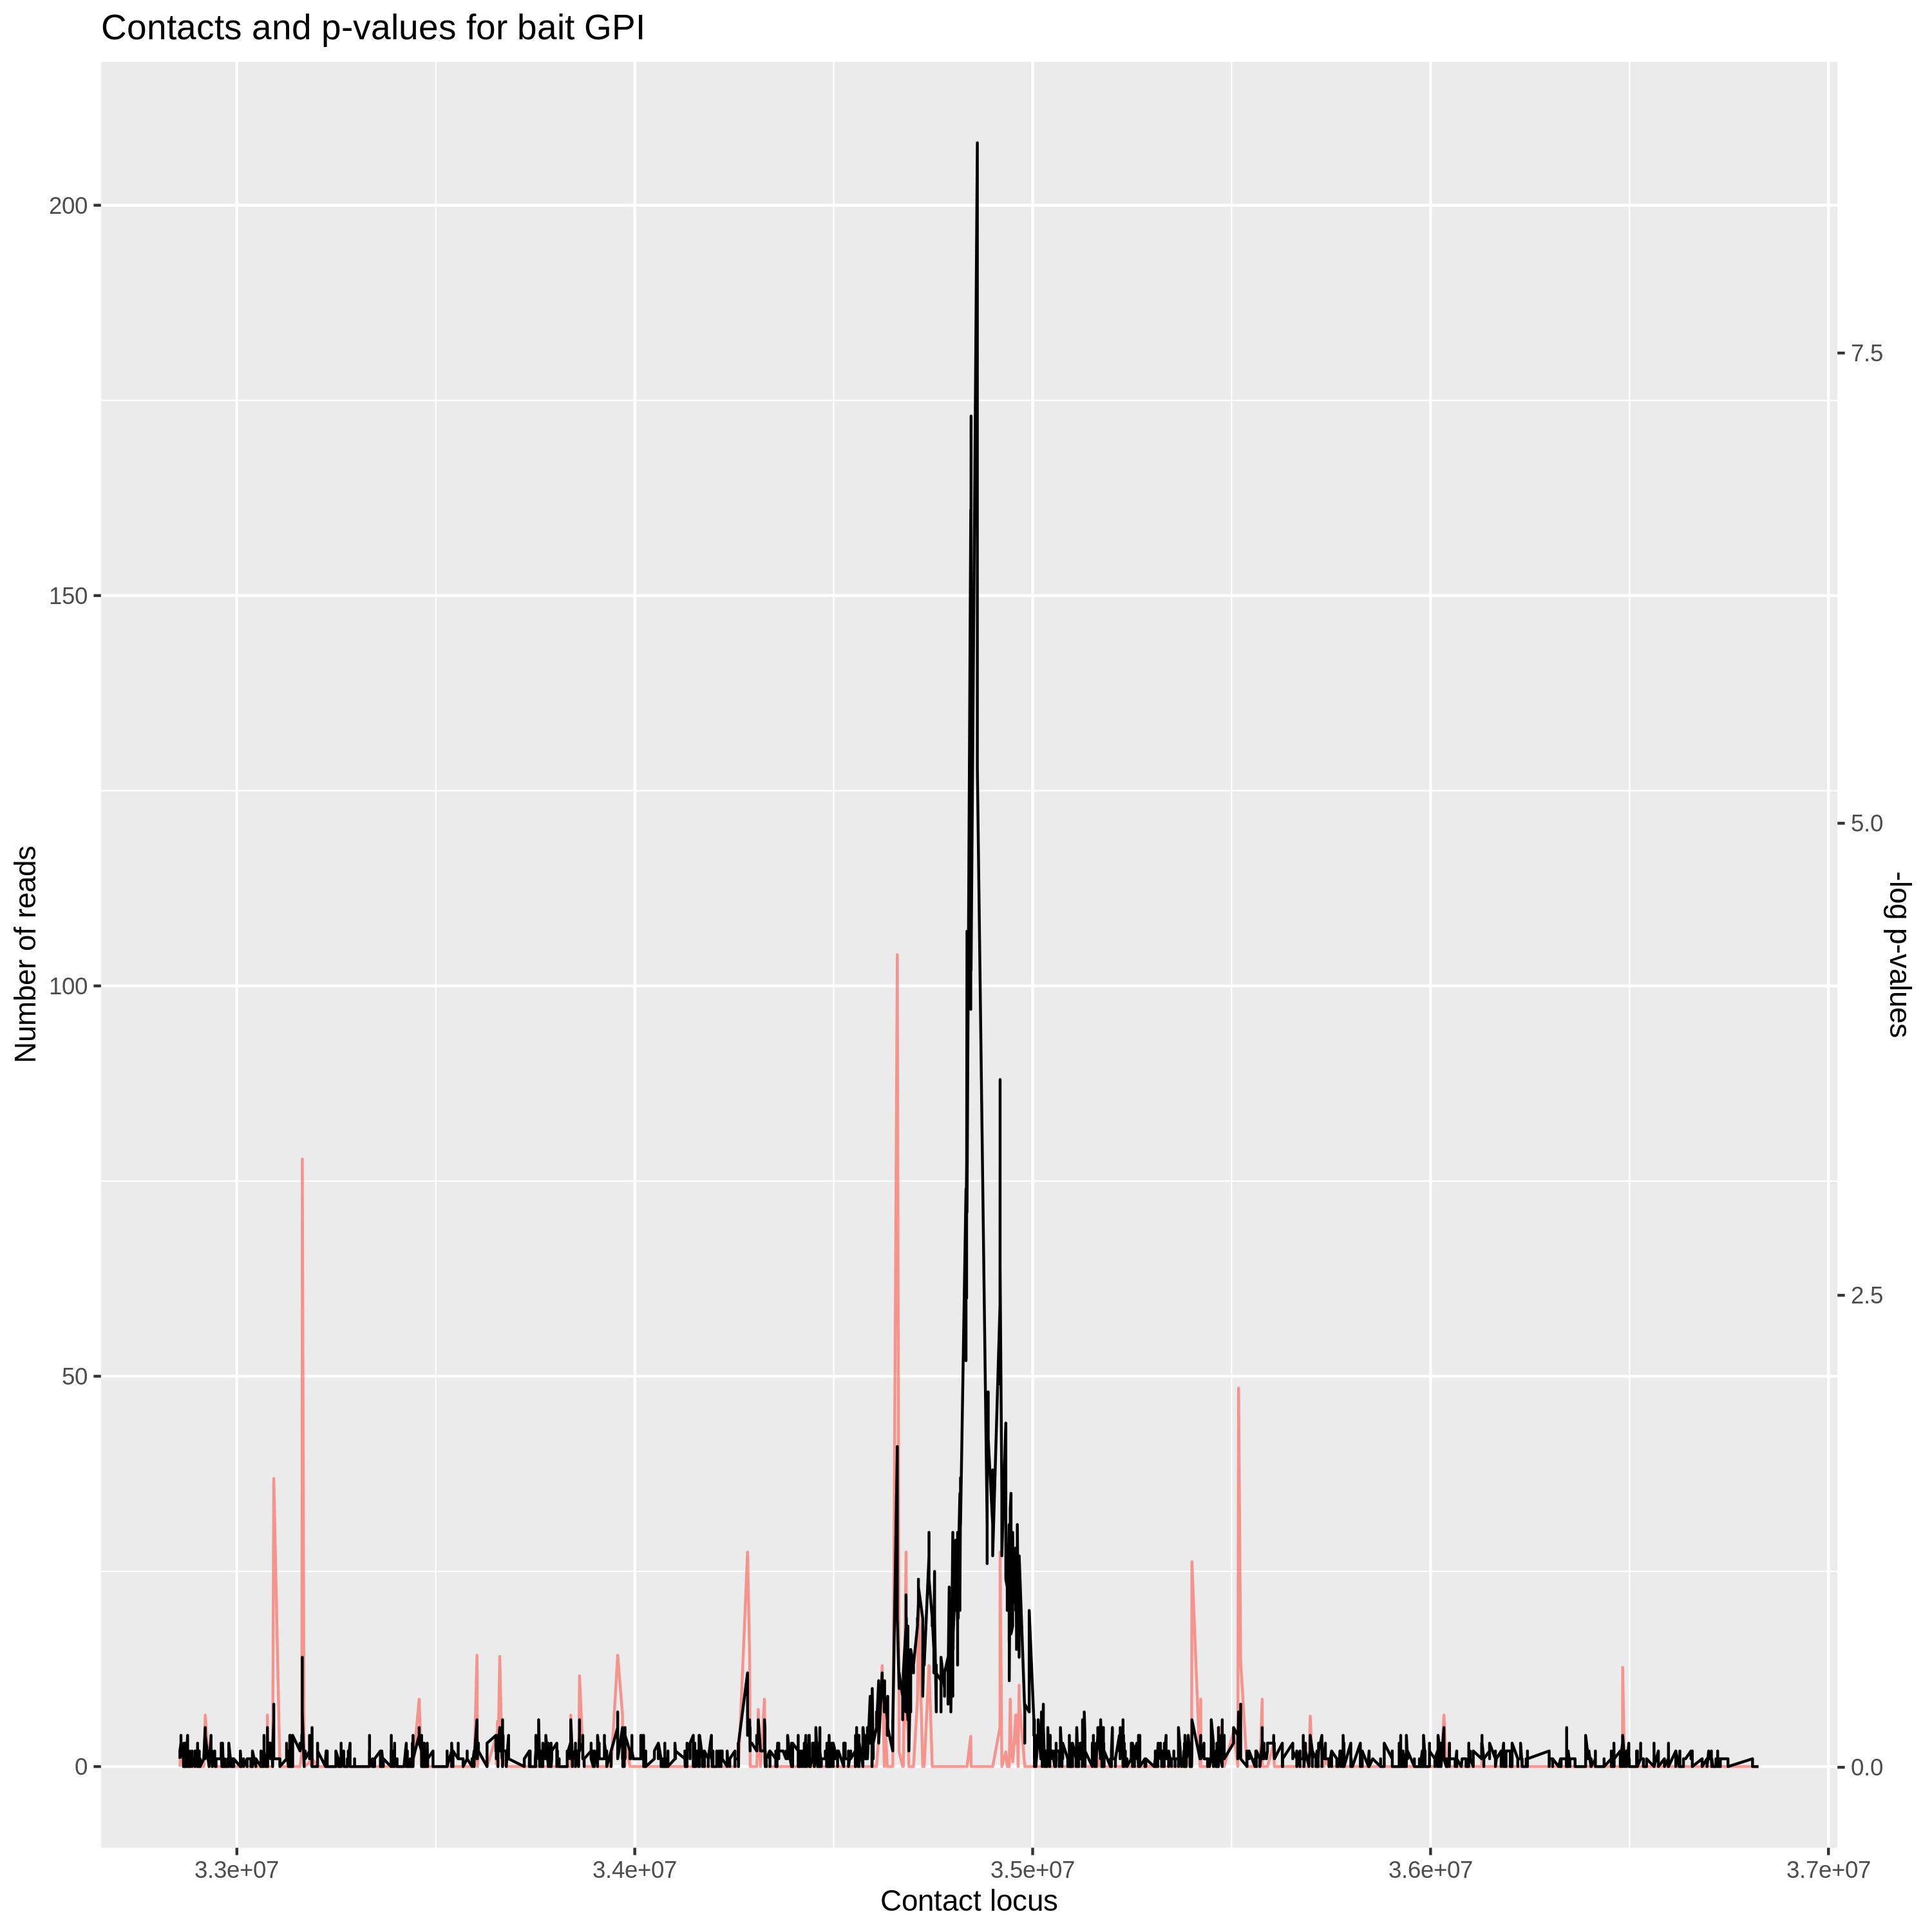 Contacts and p-values for bait GPI
Number of reads
200
150
100
50
0
7.5
5.0
2.5
0.0
-log p-values
3.3e+07 3.4e+07 3.5e+07 3.6e+07 3.7e+07
Contact locus